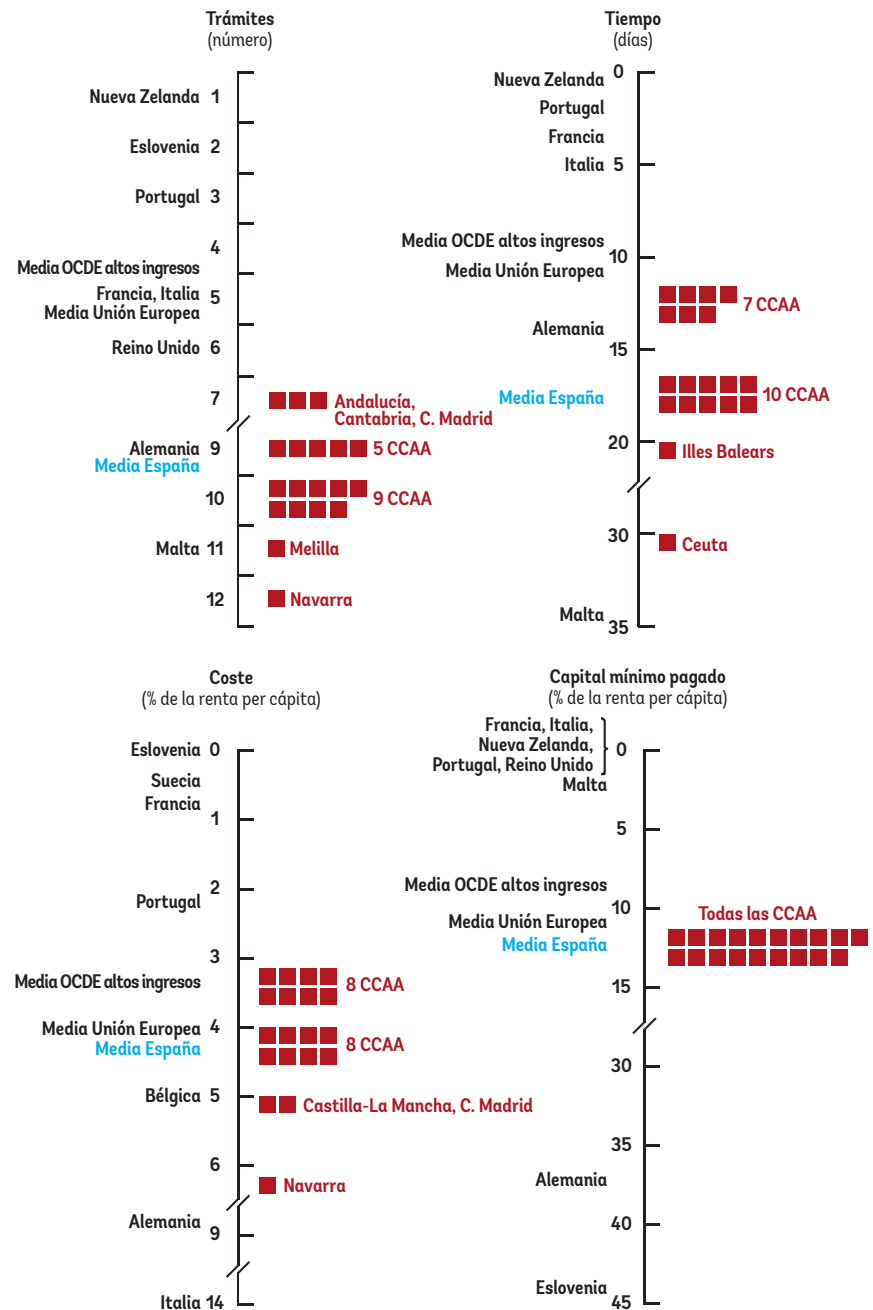 Trámites
(número)
Nueva Zelanda 1
Eslovenia 2
Portugal 3
4
Media OCDE altos ingresos
Francia, Italia 5
Media Unión Europea
Reino Unido 6
7
Andalucía,
Cantabria, C. Madrid
Alemania 9
5 CCAA
Media España
10
9 CCAA
Malta 11
Melilla
12
Navarra
Tiempo
(días)
0
Nueva Zelanda
Portugal
Francia
Italia 5
Media OCDE altos ingresos
10
Media Unión Europea
7 CCAA
Alemania
15
Media España
10 CCAA
20
Illes Balears
30
Ceuta
Malta
35
Coste
(% de la renta per cápita)
Eslovenia 0
Suecia
Francia
1
2
Portugal
3
Media OCDE altos ingresos
8 CCAA
Media Unión Europea 4
Media España
8 CCAA
Bélgica 5
Castilla-La Mancha, C. Madrid
6
Navarra
Alemania
9
Italia 14
Capital mínimo pagado
(% de la renta per cápita)
Francia, Italia,
Nueva Zelanda,
Portugal, Reino Unido
0
Malta
5
Media OCDE altos ingresos
10
Todas las CCAA
Media Unión Europea
Media España
15
30
35
Alemania
40
Eslovenia
45